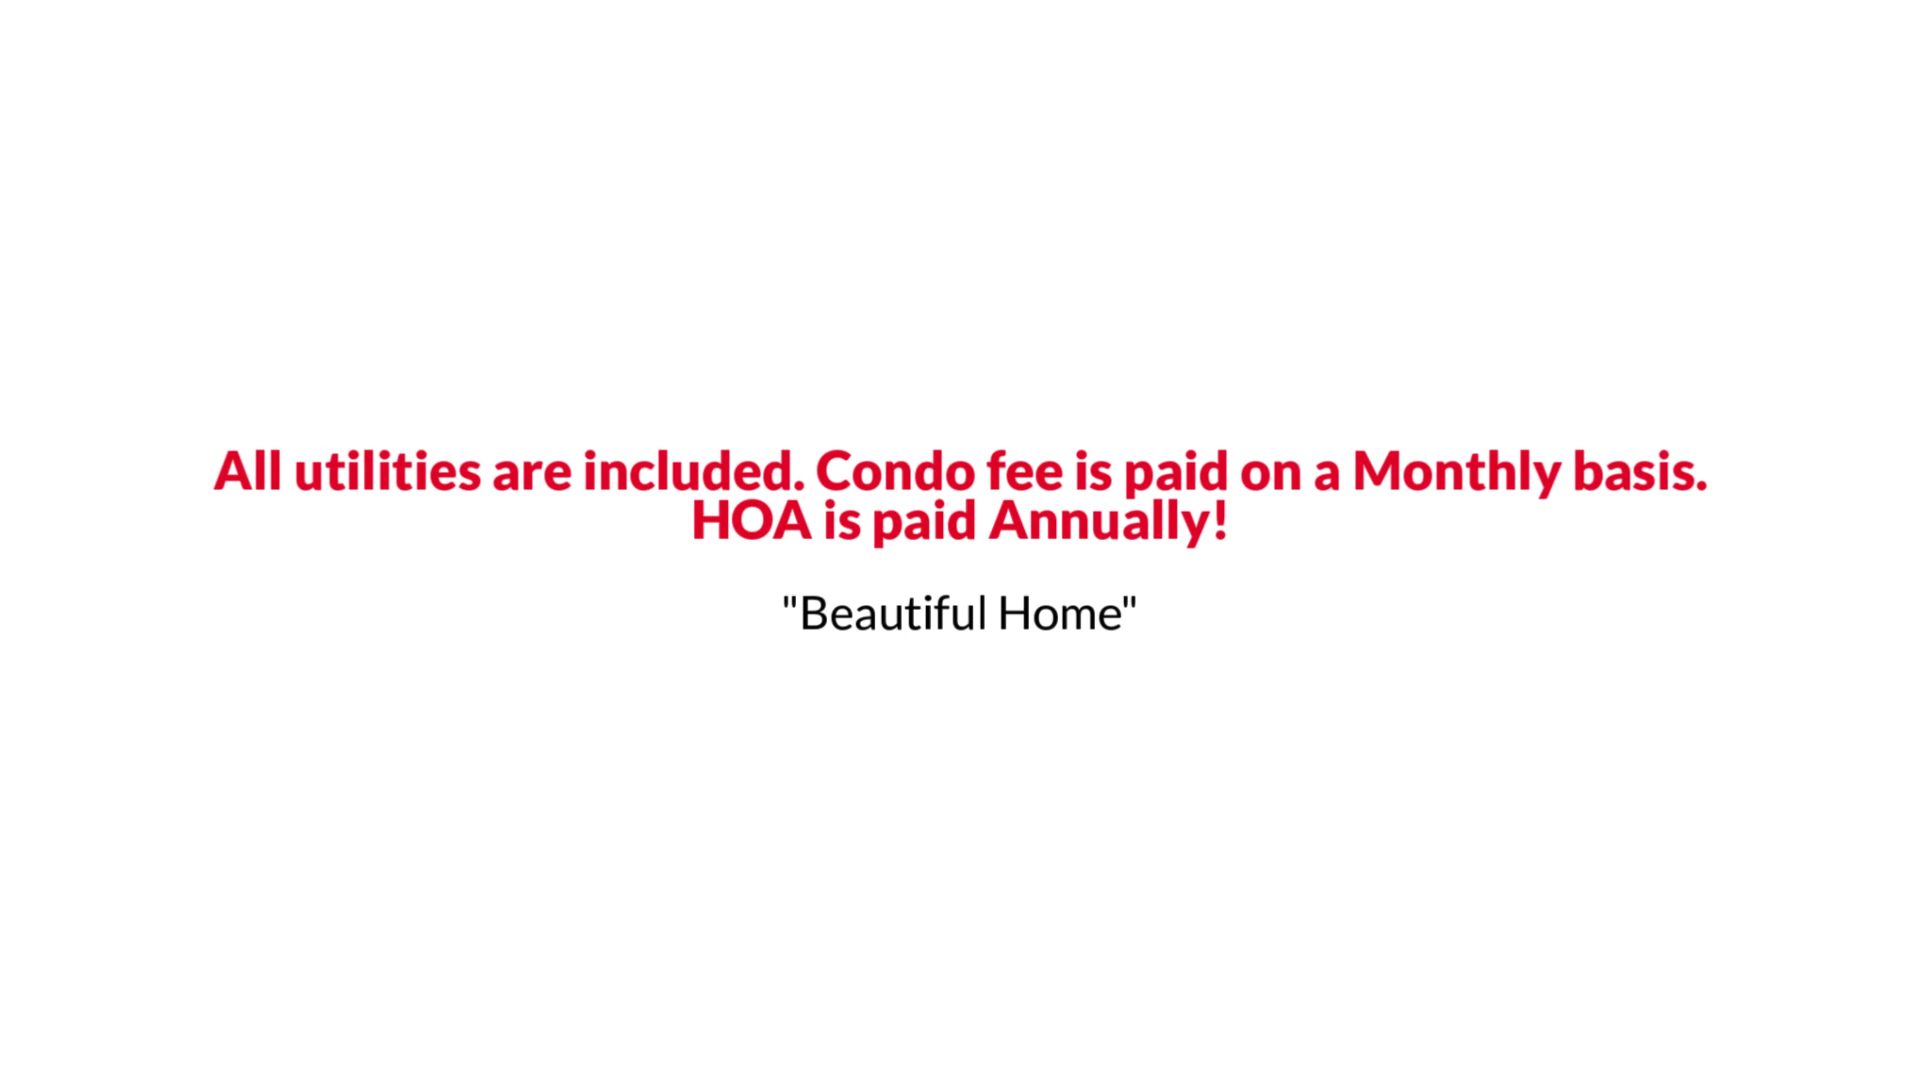 All utilities are included. Condo fee is paid on a Monthly basis.
HOA is paid Annually!
"Beautiful Home"